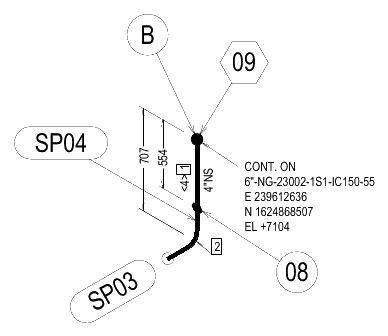 B
09
SP04
707
554
<4>
1
4"NS
CONT. ON
6"-NG-23002-1S1-IC150-55
E 239612636
N 1624868507
EL +7104
2
08
SP03